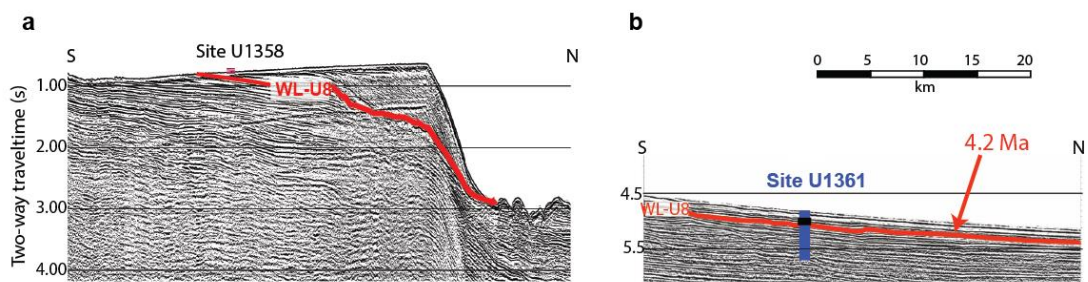 a
S
Site U1358
N
WL-U8
Two-way traveltime (s)
1.00
2.00
3.00
4.00
b
0 5 10 15 20
km
S
N
4.2 Ma
Site U1361
4.5
WL-U8
5.5